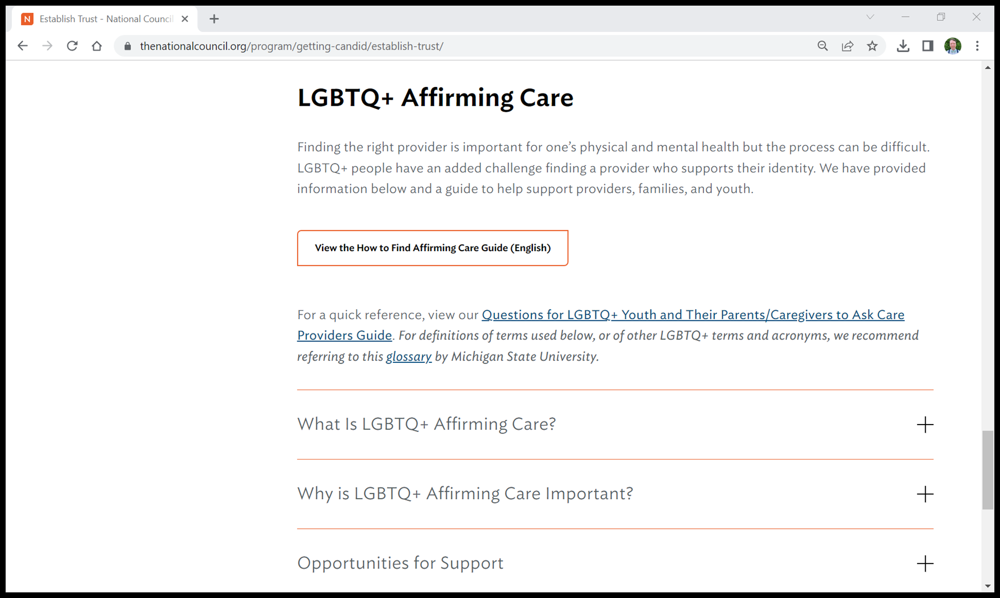 N Establish Trust - National Council
thenationalcouncil.org/program/getting-candid/establish-trust/
LGBTQ+ Affirming Care
Finding the right provider is important for one’s physical and mental health but the process can be difficult.
LGBTQ+ people have an added challenge finding a provider who supports their identity. We have provided
information below and a guide to help support providers, families, and youth.
View the How to Find Affirming Care Guide (English)
For a quick reference, view our Questions for LGBTQ+ Youth and Their Parents/Caregivers to Ask Care
Providers Guide. For definitions of terms used below, or of other LGBTQ+ terms and acronyms, we recommend
referring to this glossary by Michigan State University.
What Is LGBTQ+ Affirming Care?
Why is LGBTQ+ Affirming Care Important?
Opportunities for Support